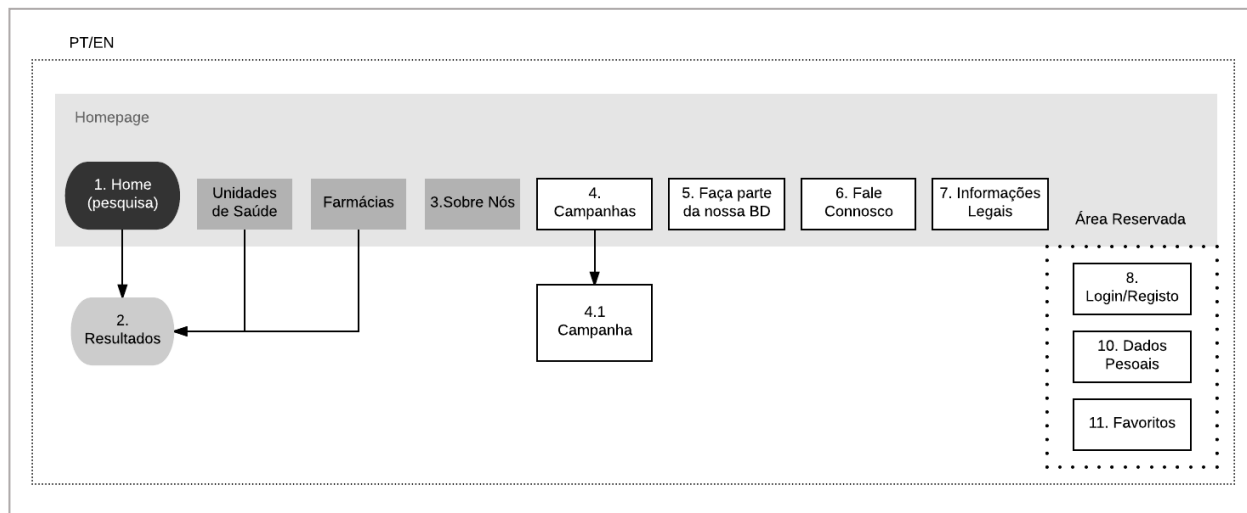 PT/EN
Homepage
1. Home
(pesquisa)
Unidades
de Saúde
Farmácias
3.Sobre Nós
4.
Campanhas
5. Faça parte
da nossa BD
6. Fale
Connosco
7. Informações
Legais
Área Reservada
2.
Resultados
4.1
Campanha
8.
Login/Registo
10. Dados
Pesoais
11. Favoritos